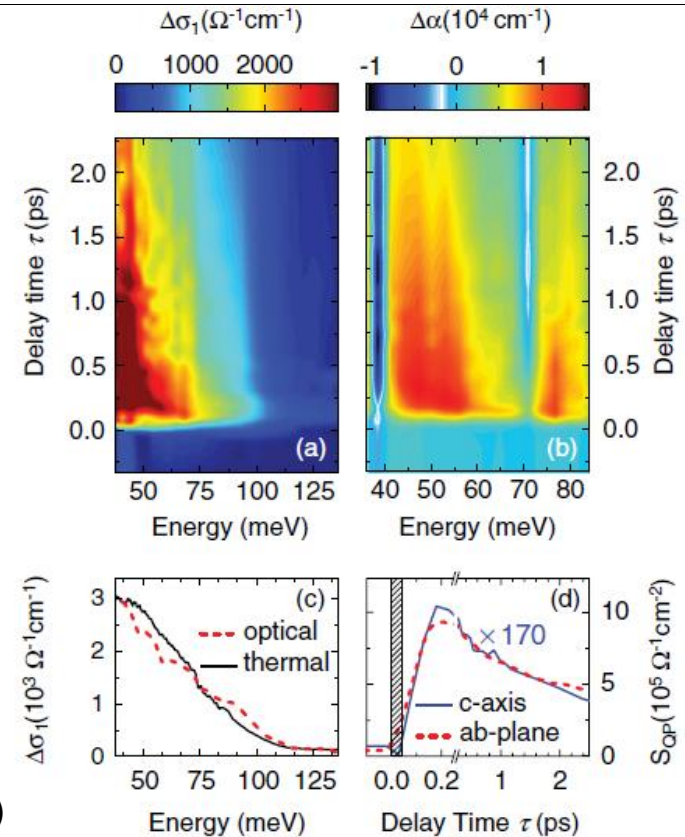 Δσ₁(Ω⁻¹cm⁻¹) Δα(10⁴ cm⁻¹)
0 1000 2000 -1 0 1
Delay time τ (ps)
2.0
1.5
1.0
0.5
0.0
(a)
50 75 100 125
Energy (meV)
(b)
2.0
1.5
1.0
0.5
0.0
Delay time τ (ps)
40 50 60 70 80
Energy (meV)
Δσ₁(10³ Ω⁻¹cm⁻¹)
3
2
1
0
(c)
optical
thermal
50 75 100 125
Energy (meV)
(d)
× 170
c-axis
ab-plane
10
5
0
S_QP(10⁵ Ω⁻¹cm⁻²)
0.0 0.2 1 2
Delay Time τ (ps)
)